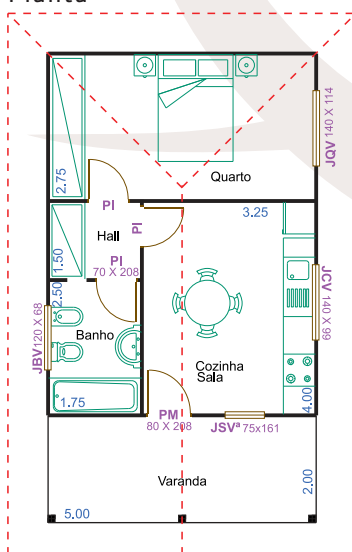 Planta
JQV 140 X 114
2.75
Quarto
PI
3.25
PI
Hall
PI
70 X 208
1.50
2.50
JCV 140 X 99
JBV 120 X 68
Banho
Cozinha
Sala
1.75
4.00
PM
80 X 208
JSVª 75x161
Varanda
2.00
5.00